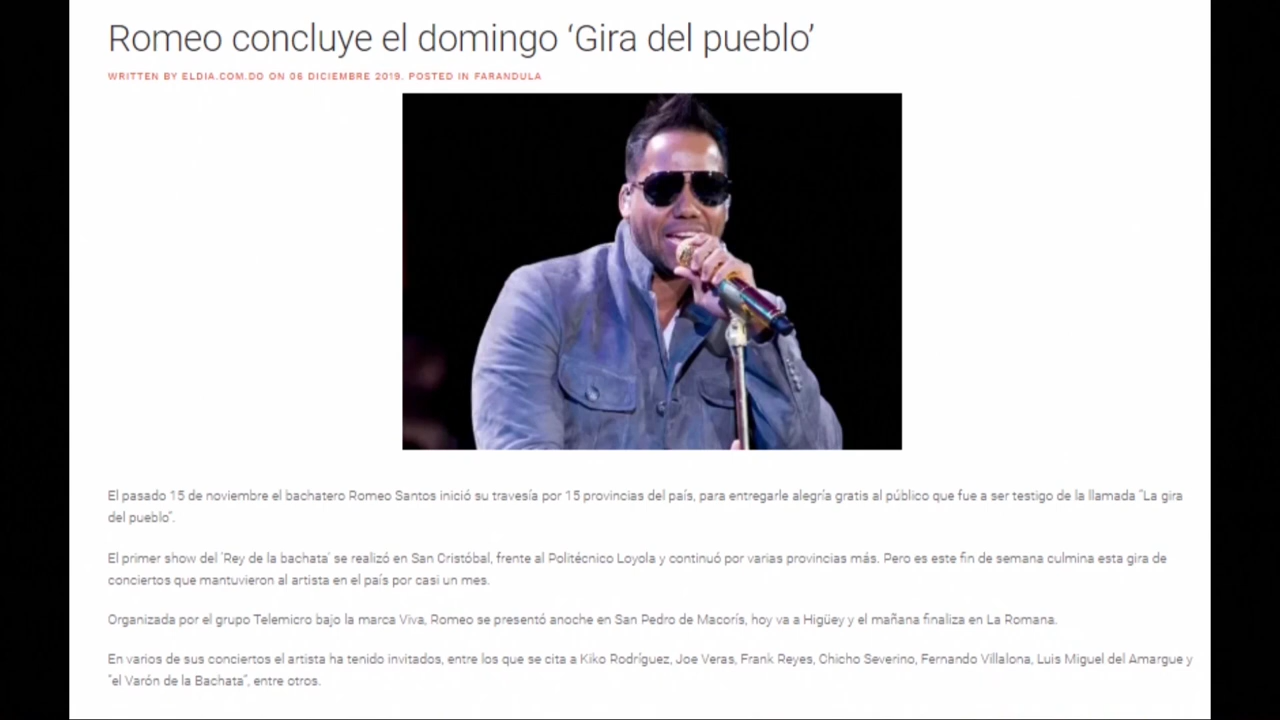 Romeo concluye el domingo ‘Gira del pueblo’
WRITTEN BY ELDIA.COM.DO ON 06 DICIEMBRE 2019. POSTED IN FARANDULA
El pasado 15 de noviembre el bachatero Romeo Santos inició su travesía por 15 provincias del país, para entregarle alegría gratis al público que fue a ser testigo de la llamada “La gira
del pueblo”.
El primer show del ‘Rey de la bachata’ se realizó en San Cristóbal, frente al Politécnico Loyola y continuó por varias provincias más. Pero es este fin de semana culmina esta gira de
conciertos que mantuvieron al artista en el país por casi un mes.
Organizada por el grupo Telemicro bajo la marca Viva, Romeo se presentó anoche en San Pedro de Macorís, hoy va a Higüey y el mañana finaliza en La Romana.
En varios de sus conciertos el artista ha tenido invitados, entre los que se cita a Kiko Rodríguez, Joe Veras, Frank Reyes, Chicho Severino, Fernando Villalona, Luis Miguel del Amargue y
“el Varón de la Bachata”, entre otros.